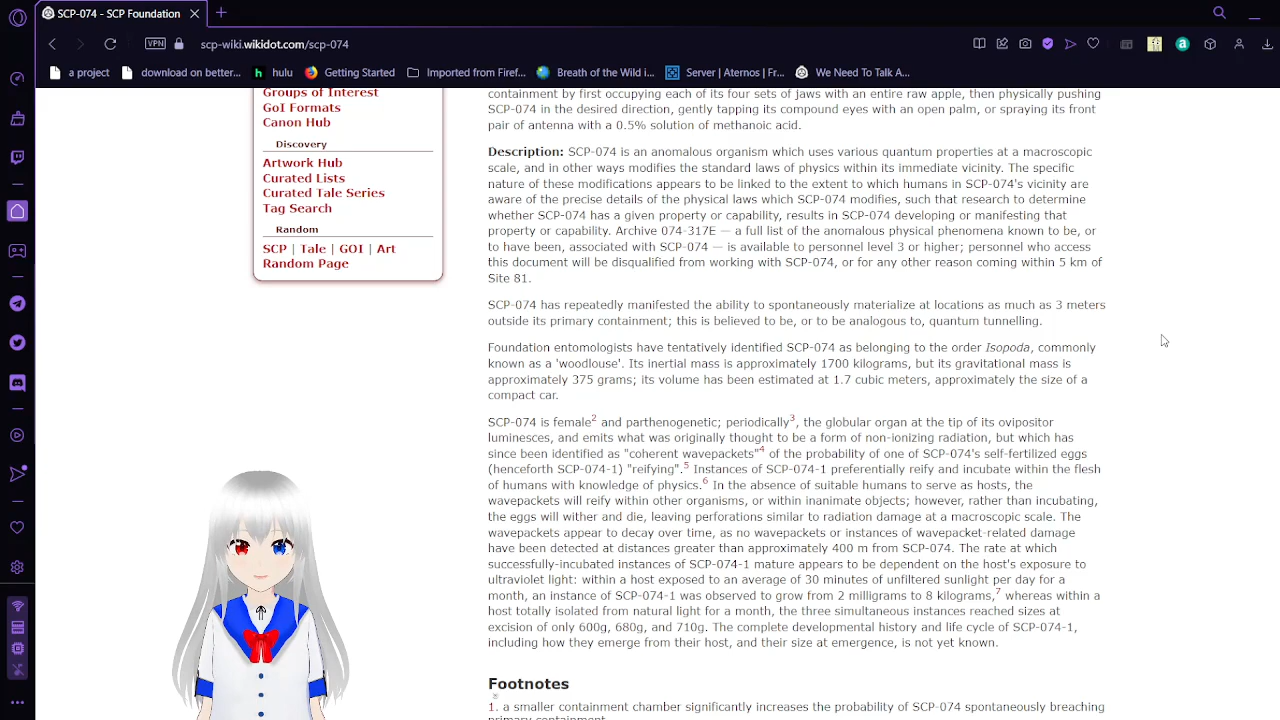 SCP-074 - SCP Foundation
VPN
scp-wiki.wikidot.com/scp-074
a project
download on better...
hulu
Getting Started
Imported from Firef...
Breath of the Wild i...
Server | Aternos | Fr...
We Need To Talk A...
Groups of Interest
GoI Formats
Canon Hub
Discovery
Artwork Hub
Curated Lists
Curated Tale Series
Tag Search
Random
SCP | Tale | GOI | Art
Random Page
containment by first occupying each of its four sets of jaws with an entire raw apple, then physically pushing
SCP-074 in the desired direction, gently tapping its compound eyes with an open palm, or spraying its front
pair of antenna with a 0.5% solution of methanoic acid.
Description: SCP-074 is an anomalous organism which uses various quantum properties at a macroscopic
scale, and in other ways modifies the standard laws of physics within its immediate vicinity. The specific
nature of these modifications appears to be linked to the extent to which humans in SCP-074's vicinity are
aware of the precise details of the physical laws which SCP-074 modifies, such that research to determine
whether SCP-074 has a given property or capability, results in SCP-074 developing or manifesting that
property or capability. Archive 074-317E — a full list of the anomalous physical phenomena known to be, or
to have been, associated with SCP-074 — is available to personnel level 3 or higher; personnel who access
this document will be disqualified from working with SCP-074, or for any other reason coming within 5 km of
Site 81.
SCP-074 has repeatedly manifested the ability to spontaneously materialize at locations as much as 3 meters
outside its primary containment; this is believed to be, or to be analogous to, quantum tunnelling.
Foundation entomologists have tentatively identified SCP-074 as belonging to the order Isopoda, commonly
known as a 'woodlouse'. Its inertial mass is approximately 1700 kilograms, but its gravitational mass is
approximately 375 grams; its volume has been estimated at 1.7 cubic meters, approximately the size of a
compact car.
SCP-074 is female2 and parthenogenetic; periodically3, the globular organ at the tip of its ovipositor
luminesces, and emits what was originally thought to be a form of non-ionizing radiation, but which has
since been identified as "coherent wavepackets"4 of the probability of one of SCP-074's self-fertilized eggs
(henceforth SCP-074-1) "reifying".5 Instances of SCP-074-1 preferentially reify and incubate within the flesh
of humans with knowledge of physics.6 In the absence of suitable humans to serve as hosts, the
wavepackets will reify within other organisms, or within inanimate objects; however, rather than incubating,
the eggs will wither and die, leaving perforations similar to radiation damage at a macroscopic scale. The
wavepackets appear to decay over time, as no wavepackets or instances of wavepacket-related damage
have been detected at distances greater than approximately 400 m from SCP-074. The rate at which
successfully-incubated instances of SCP-074-1 mature appears to be dependent on the host's exposure to
ultraviolet light: within a host exposed to an average of 30 minutes of unfiltered sunlight per day for a
month, an instance of SCP-074-1 was observed to grow from 2 milligrams to 8 kilograms,7 whereas within a
host totally isolated from natural light for a month, the three simultaneous instances reached sizes at
excision of only 600g, 680g, and 710g. The complete developmental history and life cycle of SCP-074-1,
including how they emerge from their host, and their size at emergence, is not yet known.
Footnotes
1. a smaller containment chamber significantly increases the probability of SCP-074 spontaneously breaching
primary containment